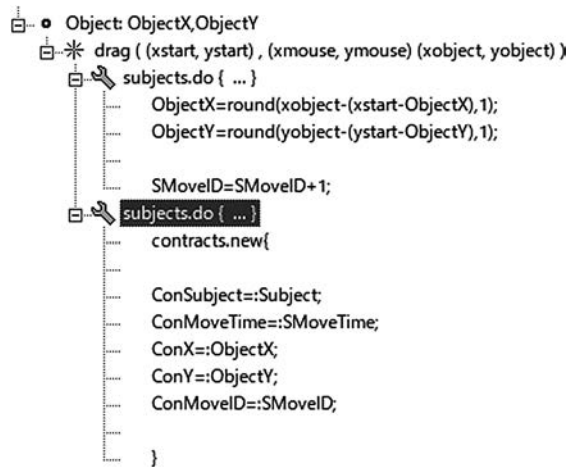 Object: ObjectX,ObjectY
drag ( (xstart, ystart) , (xmouse, ymouse) (xobject, yobject) )
subjects.do { ... }
ObjectX=round(xobject-(xstart-ObjectX),1);
ObjectY=round(yobject-(ystart-ObjectY),1);
SMoveID=SMoveID+1;
subjects.do { ... }
contracts.new{
ConSubject=:Subject;
ConMoveTime=:SMoveTime;
ConX=:ObjectX;
ConY=:ObjectY;
ConMoveID=:SMoveID;
}